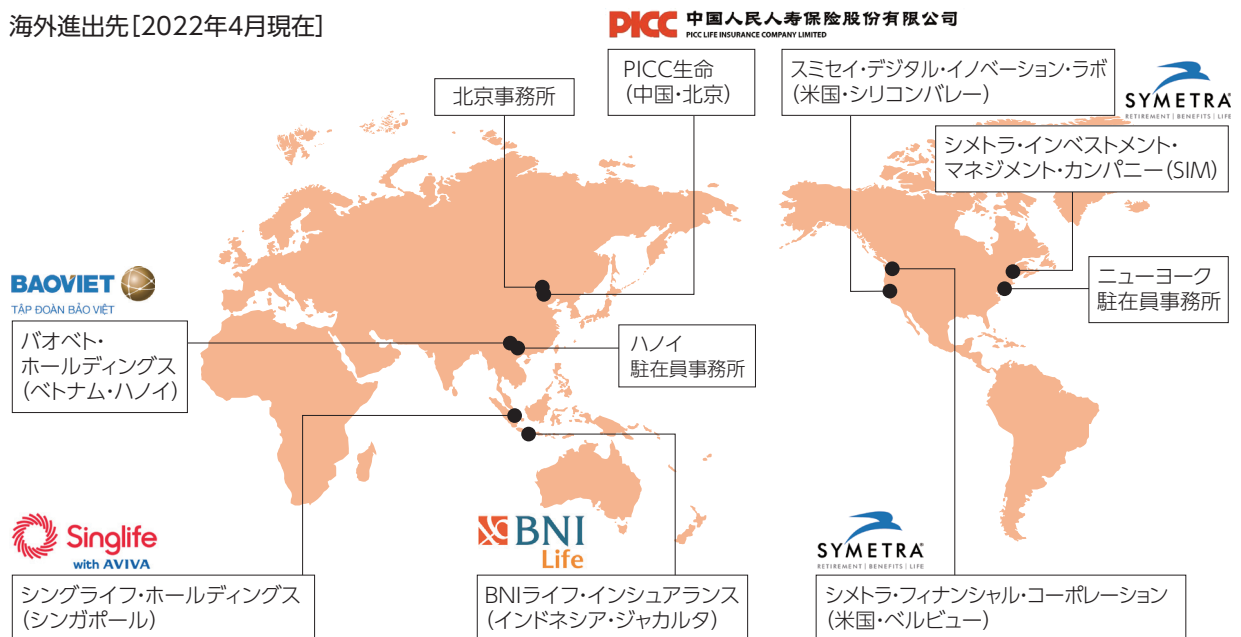 海外進出先[2022年4月現在]
PICC 中国人民人寿保险股份有限公司
PICC LIFE INSURANCE COMPANY LIMITED
北京事務所
PICC生命
(中国・北京)
スミセイ・デジタル・イノベーション・ラボ
(米国・シリコンバレー)
SYMETRA
RETIREMENT | BENEFITS | LIFE
シメトラ・インベストメント・
マネジメント・カンパニー(SIM)
ニューヨーク
駐在員事務所
BAOVIET
TẬP ĐOÀN BẢO VIỆT
バオベト・
ホールディングス
(ベトナム・ハノイ)
ハノイ
駐在員事務所
Singlife
with AVIVA
シングライフ・ホールディングス
(シンガポール)
BNI
Life
BNIライフ・インシュアランス
(インドネシア・ジャカルタ)
SYMETRA
RETIREMENT | BENEFITS | LIFE
シメトラ・フィナンシャル・コーポレーション
(米国・ベルビュー)